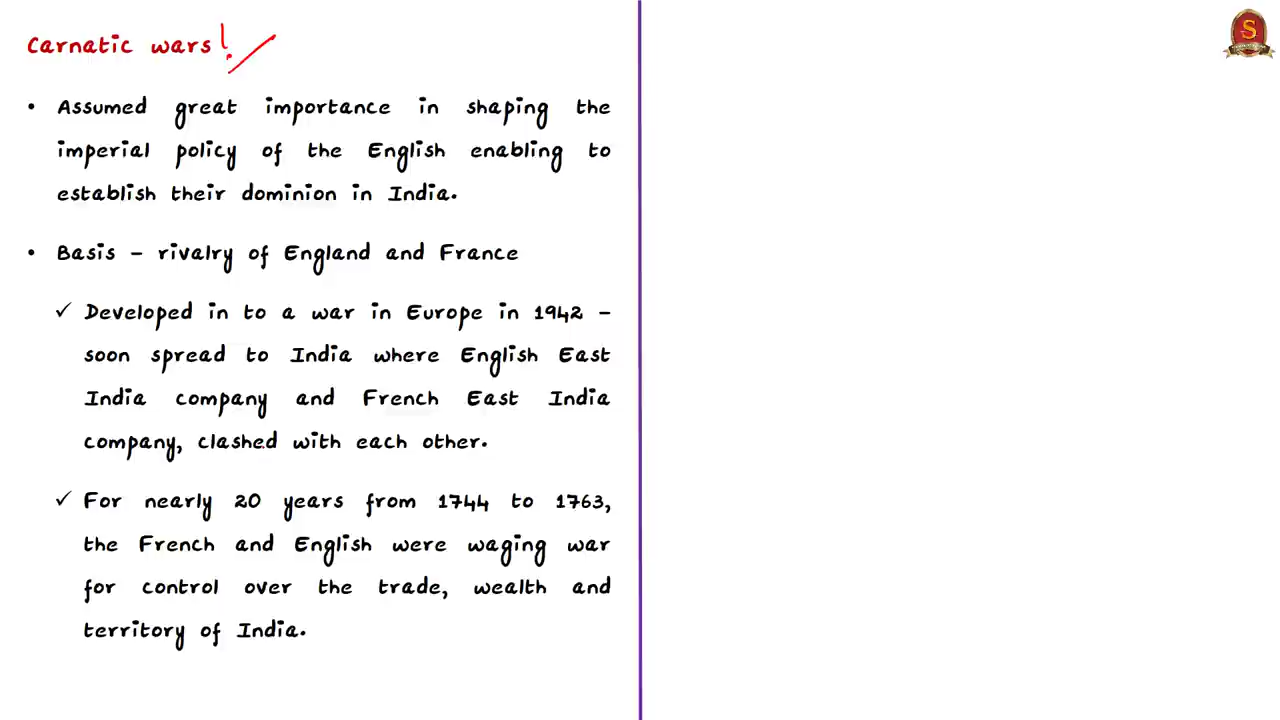 Carnatic wars!
• Assumed great importance in shaping the
imperial policy of the English enabling to
establish their dominion in India.
• Basis – rivalry of England and France
✓ Developed in to a war in Europe in 1942 –
soon spread to India where English East
India company and French East India
company, clashed with each other.
✓ For nearly 20 years from 1744 to 1763,
the French and English were waging war
for control over the trade, wealth and
territory of India.
S